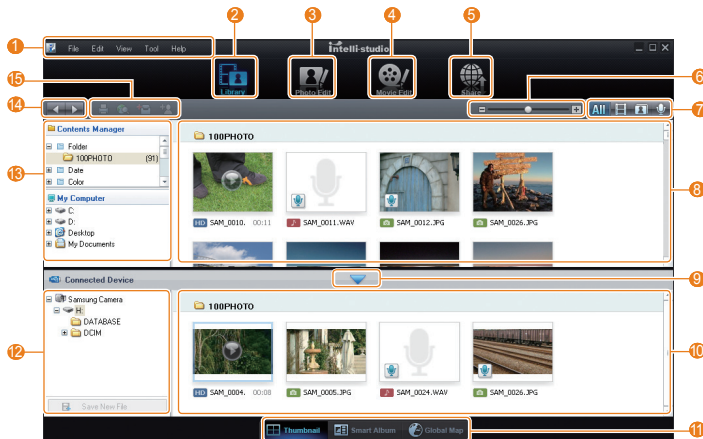 2 3 4 5
1 File Edit View Tool Help intelli-studio
Library Photo Edit Movie Edit Share
15 6
14 All 7
Contents Manager 100PHOTO
Folder
100PHOTO (91)
Date
Color
13 8
My Computer
C:
D:
Desktop
My Documents
HD SAM_0010. 00:11 SAM_0011.WAV SAM_0012.JPG SAM_0026.JPG
Connected Device 9
Samsung Camera 100PHOTO
H:
DATABASE
DCIM
12 10
HD SAM_0004. 00:08 SAM_0005.JPG SAM_0024.WAV SAM_0026.JPG
Save New File
Thumbnail Smart Album Global Map 11